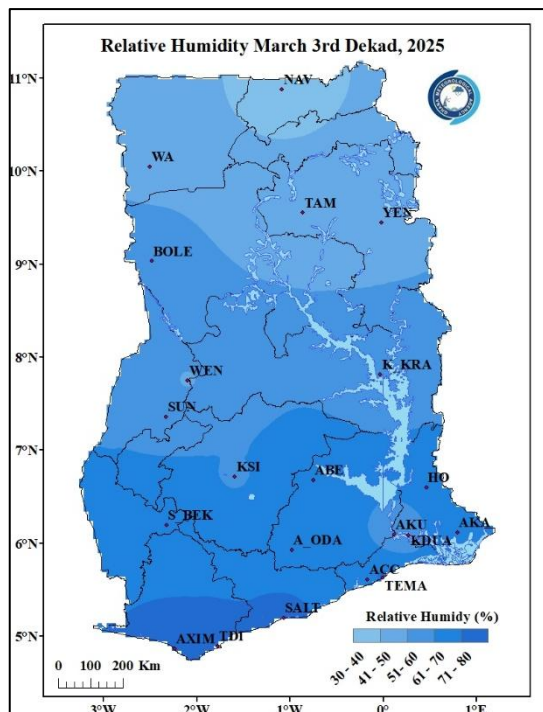 Relative Humidity March 3rd Dekad, 2025
11°N
NAV
10°N
WA
TAM
YEN
9°N
BOLE
8°N
K_KRA
WEN
SUN
7°N
KSI
ABE
HO
S_BEK
AKU
AKA
6°N
A_ODA
KDUA
ACC
TEMA
SALT
Relative Humidy (%)
5°N
AXIM
TDI
30 - 40
41 - 50
51 - 60
61 - 70
71 - 80
0 100 200 Km
3°W
2°W
1°W
0°
1°E